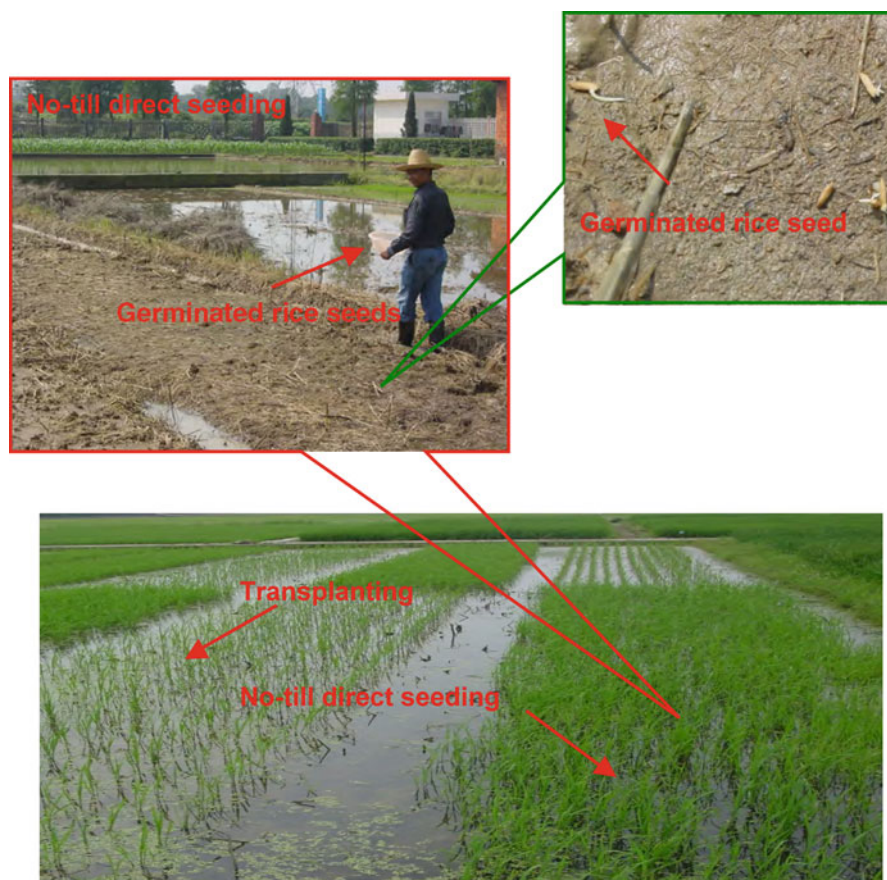 No-till direct seeding
Germinated rice seed
Germinated rice seeds
Transplanting
No-till direct seeding